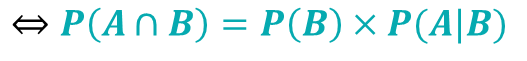 ⇔ P(A ∩ B) = P(B) × P(A|B)